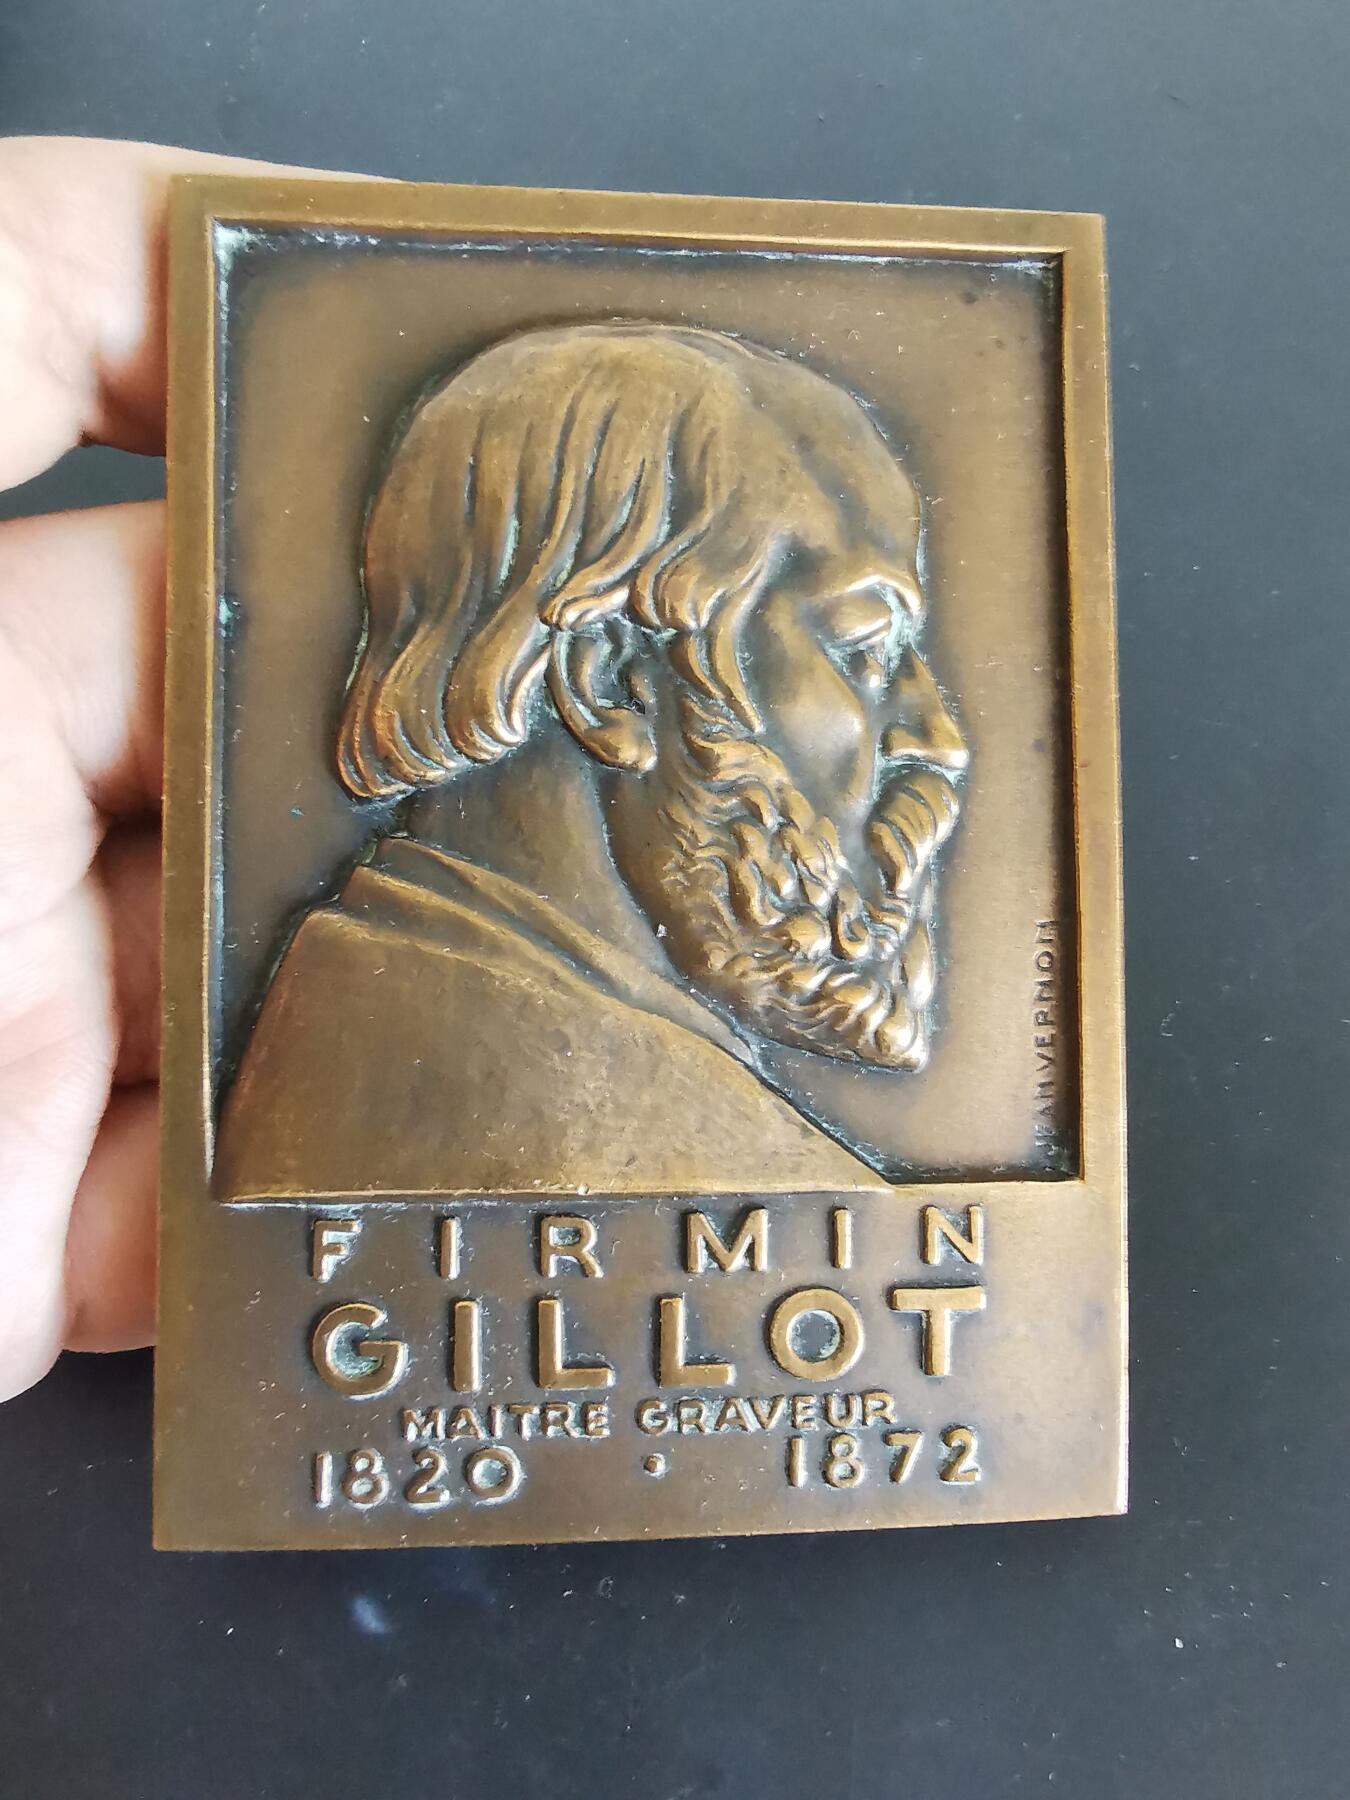 JEAN VERNON
FIRMIN
GILLOT
MAITRE GRAVEUR
1820 • 1872